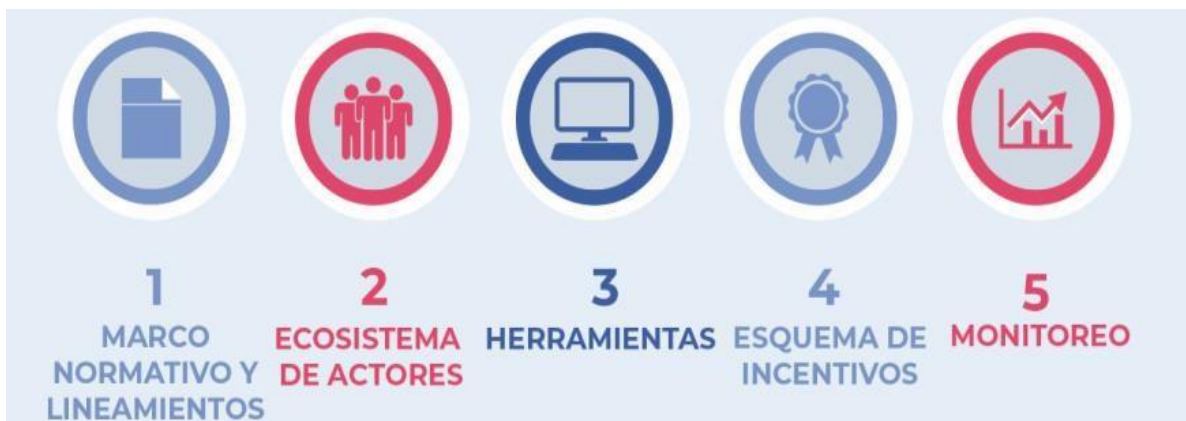 1
MARCO
NORMATIVO Y
LINEAMIENTOS
2
ECOSISTEMA
DE ACTORES
3
HERRAMIENTAS
4
ESQUEMA DE
INCENTIVOS
5
MONITOREO